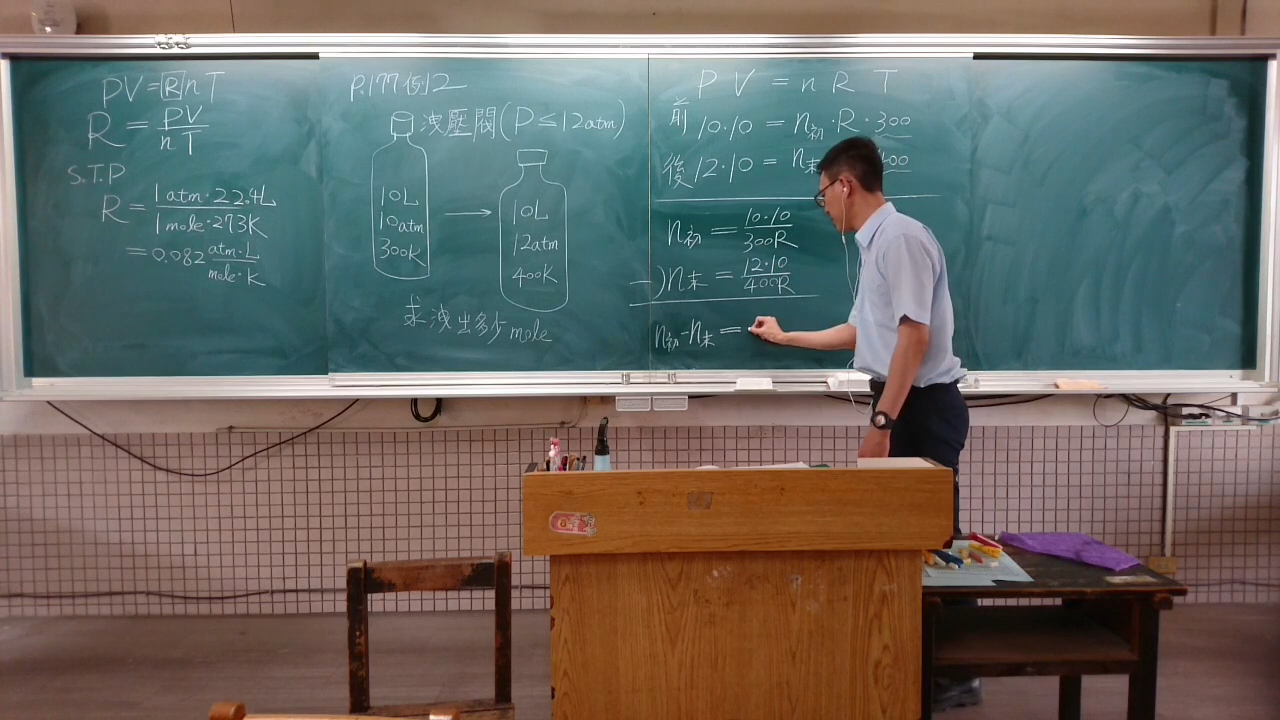 PV=RnT
R = PV/nT
S.T.P
R = 1atm·22.4L/1mole·273K
= 0.082 atm·L/mole·K
P.177例2
洩壓閥(P≤12atm)
10L
10atm
300K
→
10L
12atm
400K
求洩出多少mole
P V = n R T
前 10·10 = n初·R·300
後 12·10 = n末 400
n初 = 10·10/300R
—)n末 = 12·10/400R
n初-n末 =